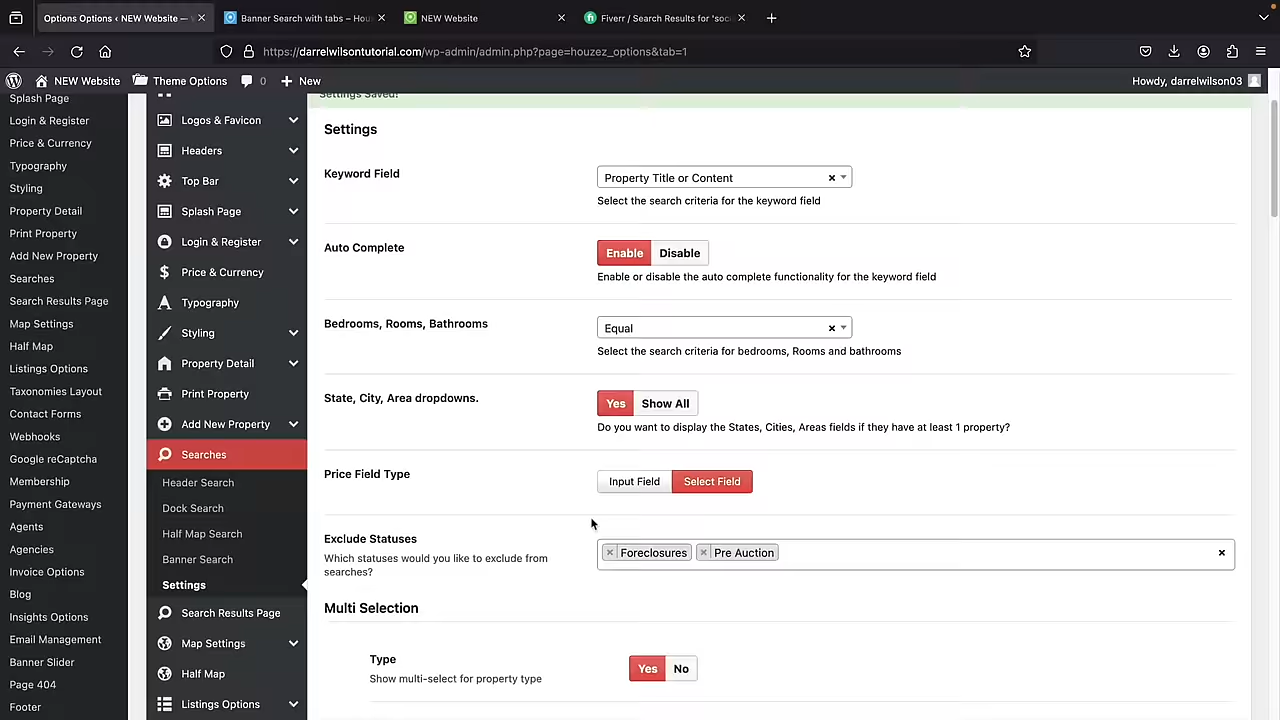 Options Options ‹ NEW Website —
Banner Search with tabs – Hou
NEW Website
Fiverr / Search Results for 'soc
https://darrelwilsontutorial.com/wp-admin/admin.php?page=houzez_options&tab=1
NEW Website
Theme Options
0
New
Howdy, darrelwilson03
Splash Page
Login & Register
Price & Currency
Typography
Styling
Property Detail
Print Property
Add New Property
Searches
Search Results Page
Map Settings
Half Map
Listings Options
Taxonomies Layout
Contact Forms
Webhooks
Google reCaptcha
Membership
Payment Gateways
Agents
Agencies
Invoice Options
Blog
Insights Options
Email Management
Banner Slider
Page 404
Footer
Logos & Favicon
Headers
Top Bar
Splash Page
Login & Register
Price & Currency
Typography
Styling
Property Detail
Print Property
Add New Property
Searches
Header Search
Dock Search
Half Map Search
Banner Search
Settings
Search Results Page
Map Settings
Half Map
Listings Options
Settings Saved!
Settings
Keyword Field
Property Title or Content
Select the search criteria for the keyword field
Auto Complete
Enable Disable
Enable or disable the auto complete functionality for the keyword field
Bedrooms, Rooms, Bathrooms
Equal
Select the search criteria for bedrooms, Rooms and bathrooms
State, City, Area dropdowns.
Yes Show All
Do you want to display the States, Cities, Areas fields if they have at least 1 property?
Price Field Type
Input Field Select Field
Exclude Statuses
Which statuses would you like to exclude from
searches?
Foreclosures Pre Auction
Multi Selection
Type
Show multi-select for property type
Yes No